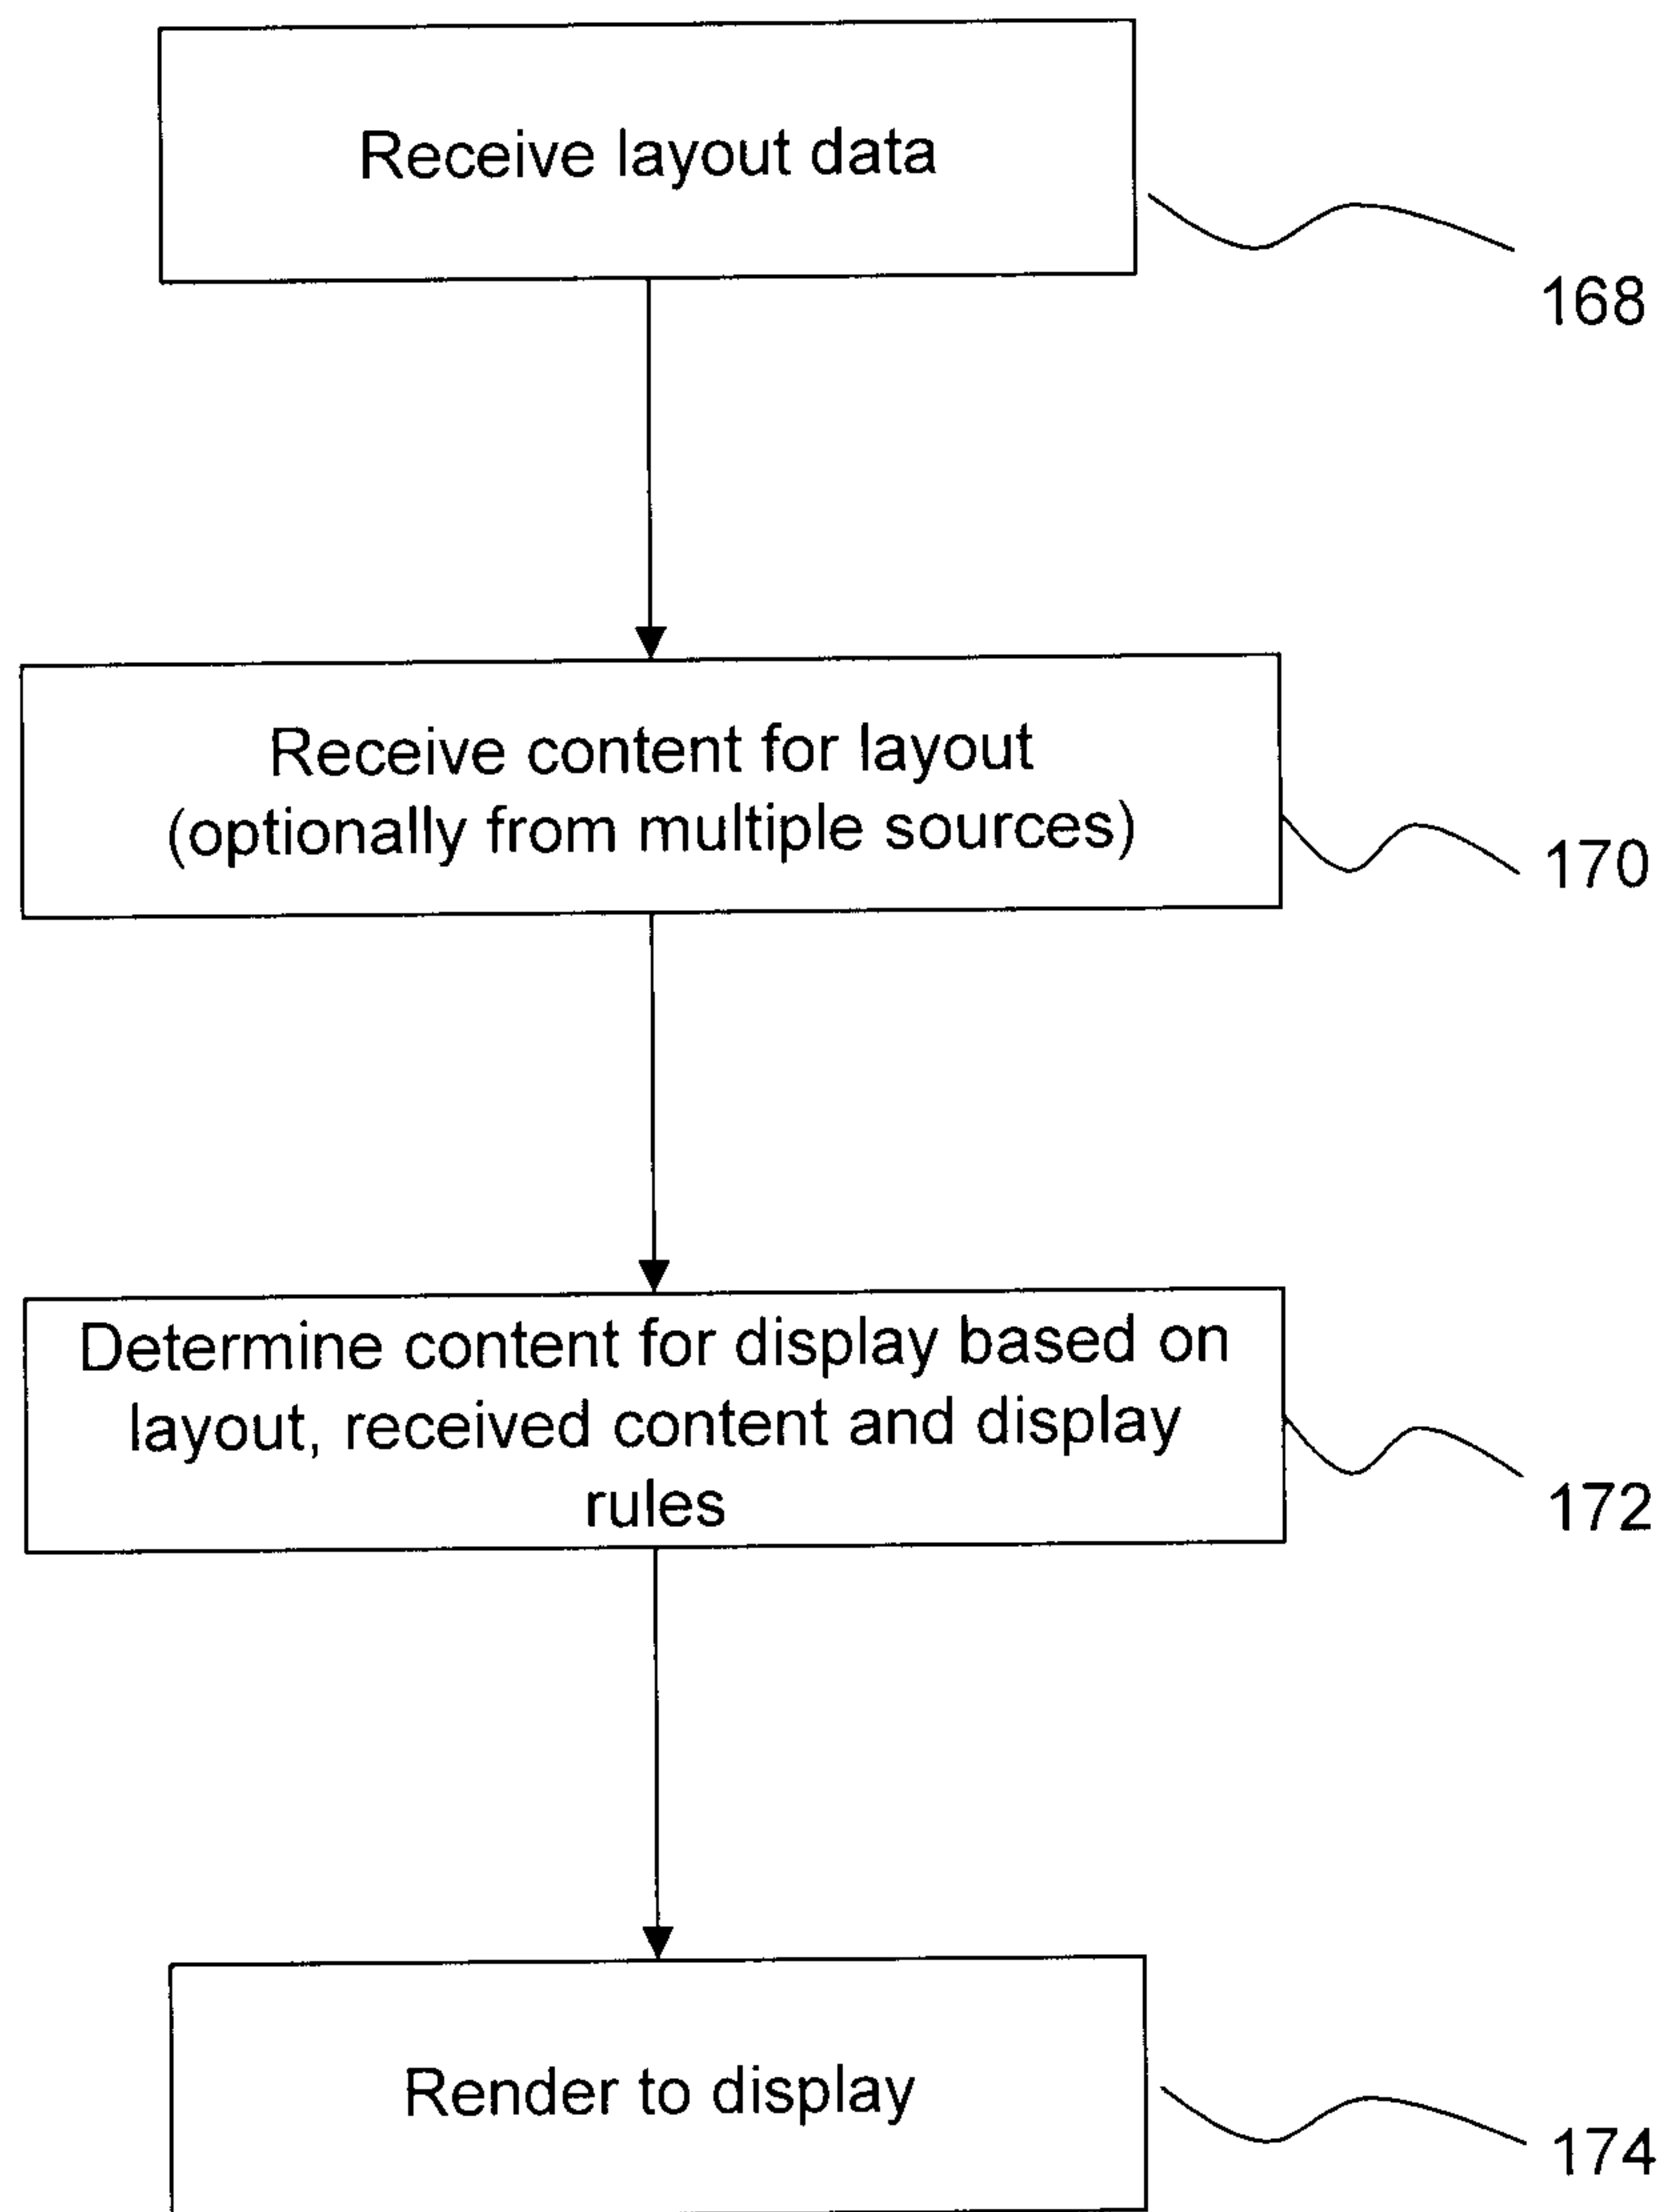 Receive layout data
168
Receive content for layout
(optionally from multiple sources)
170
Determine content for display based on
layout, received content and display
rules
172
Render to display
174